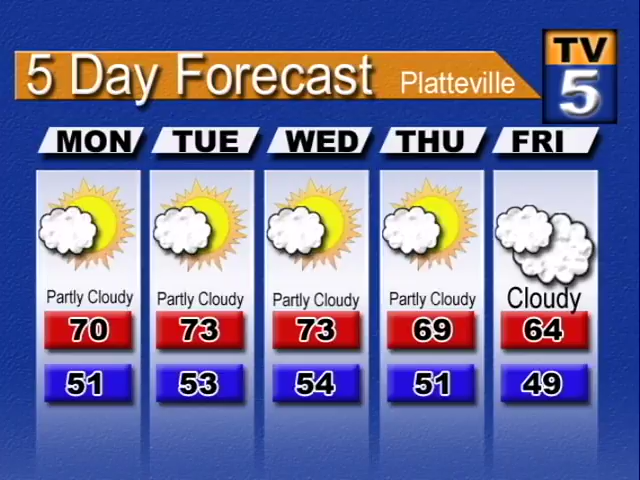 5 Day Forecast Platteville
TV
5
MON TUE WED THU FRI
Partly Cloudy Partly Cloudy Partly Cloudy Partly Cloudy Cloudy
70 73 73 69 64
51 53 54 51 49